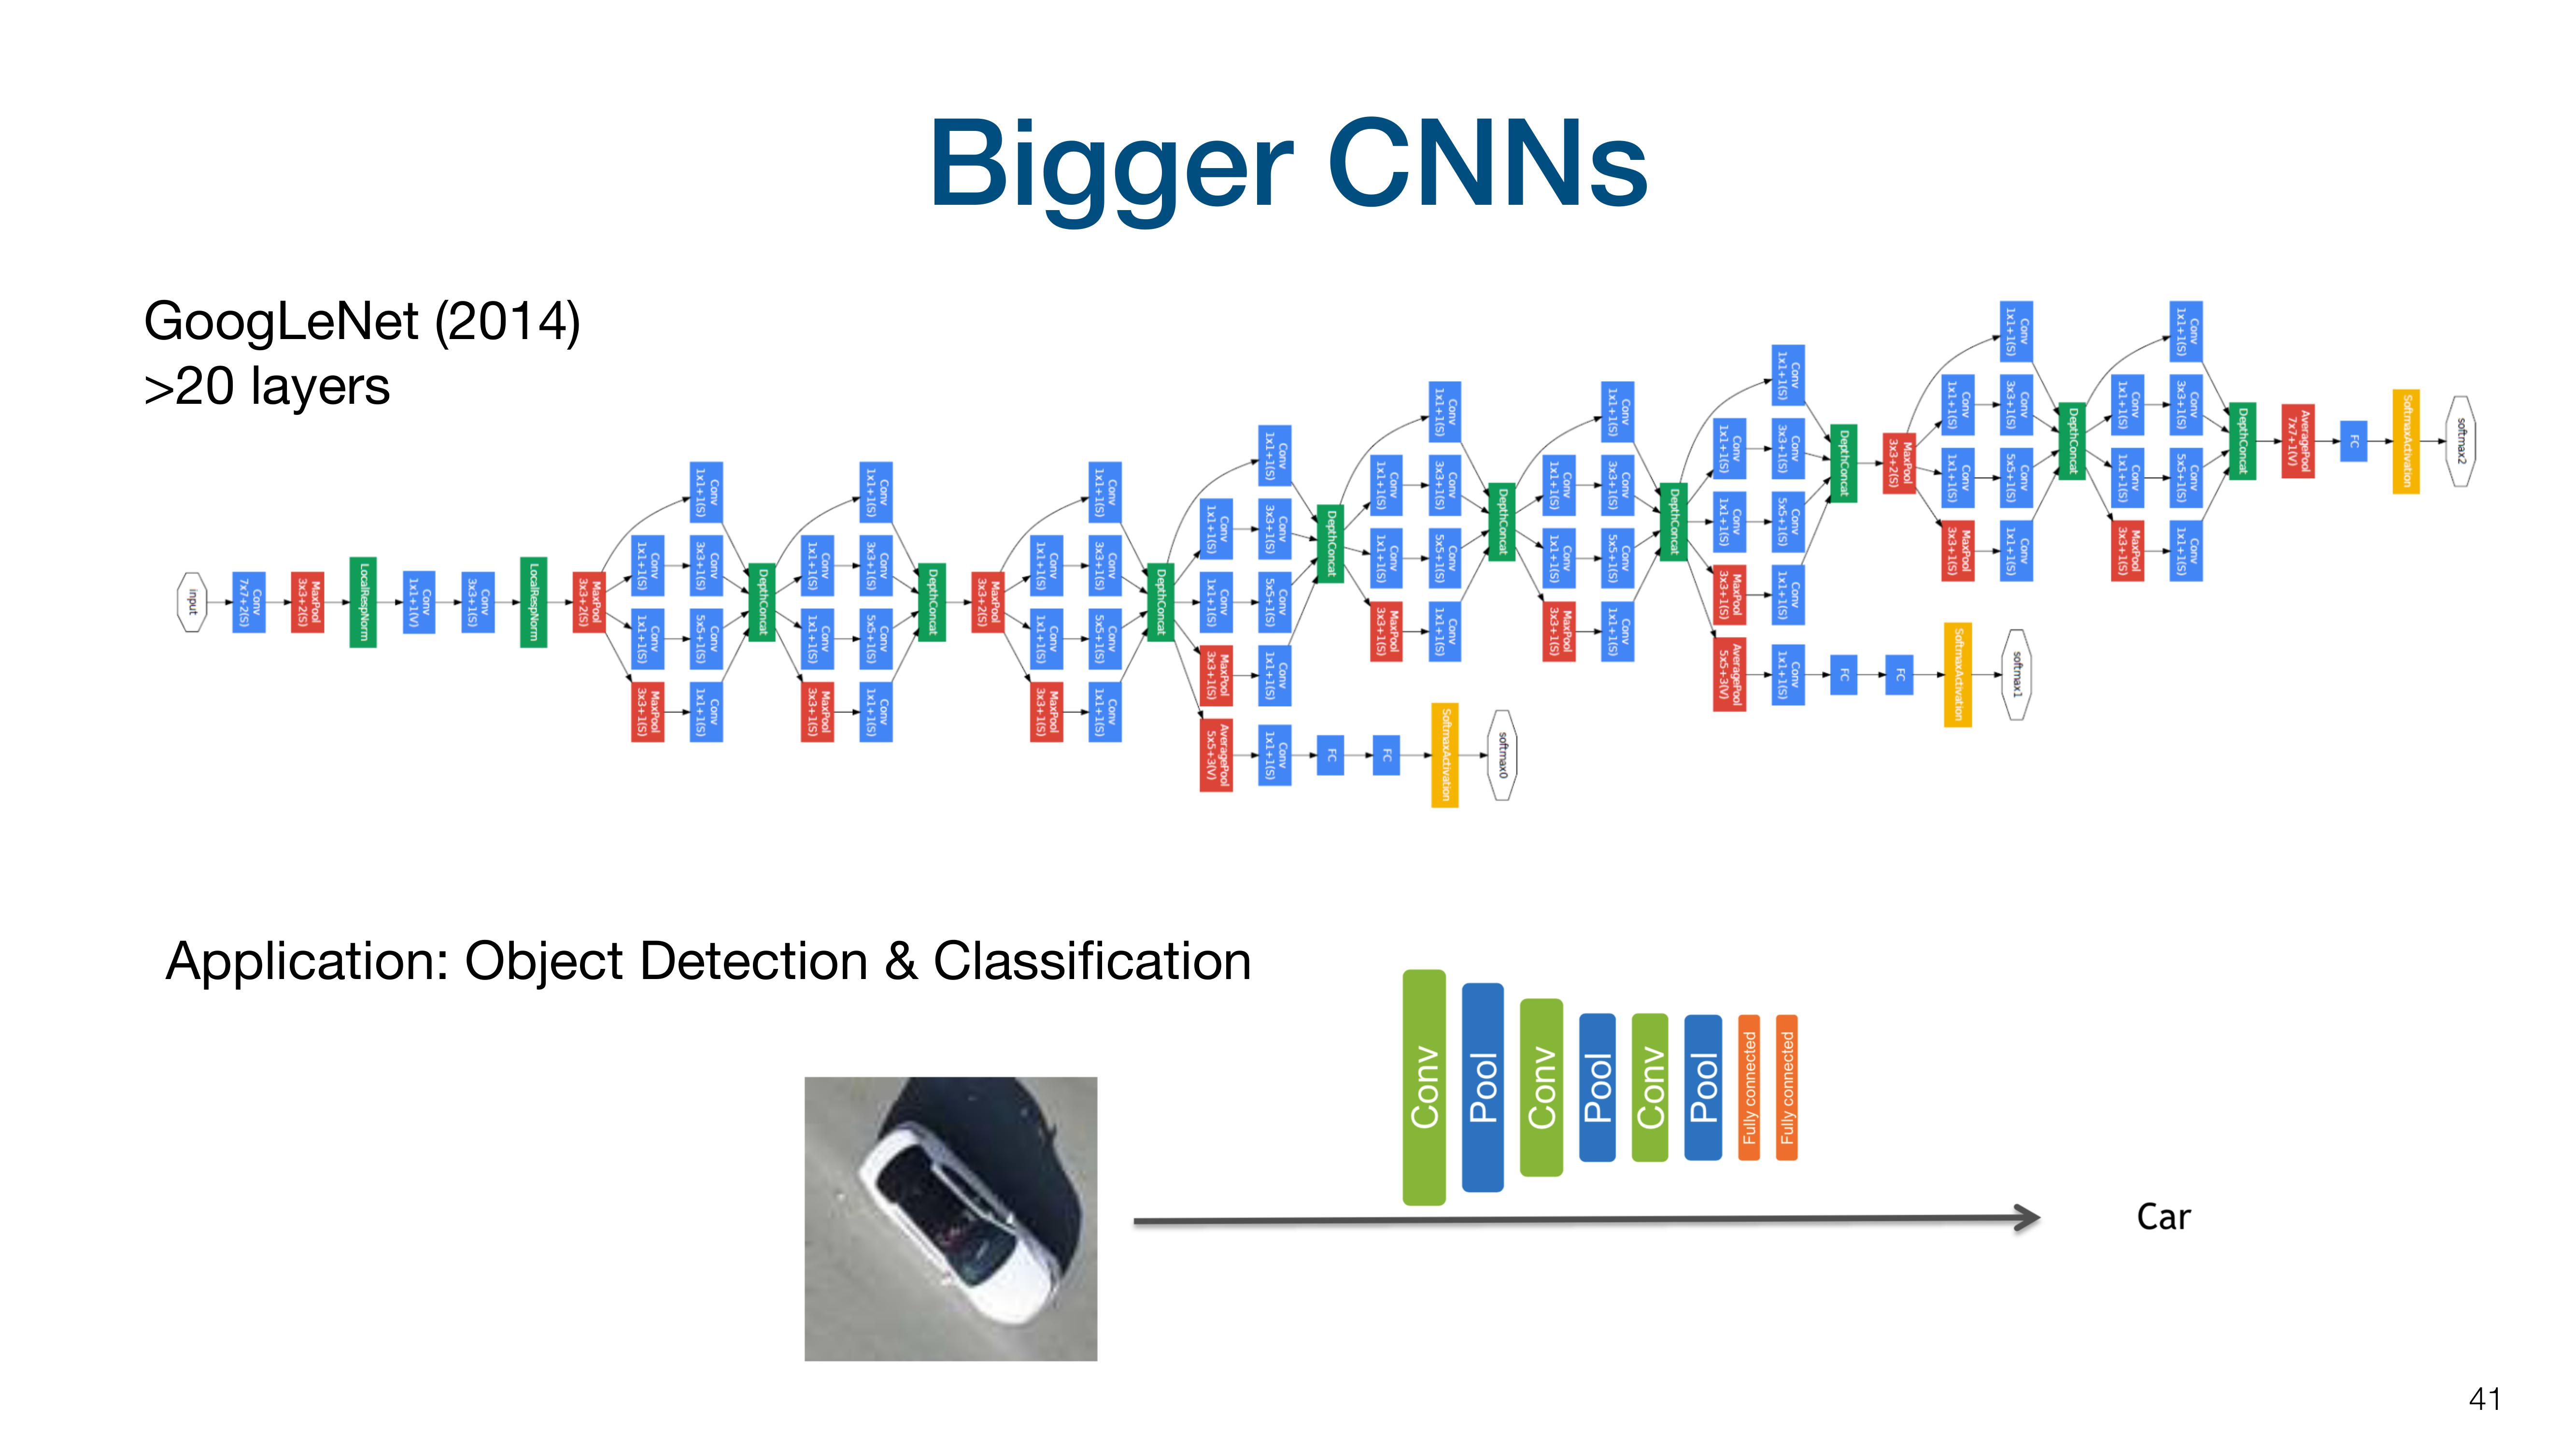 Bigger CNNs
GoogLeNet (2014)
>20 layers
input
Conv
7x7+2(S)
MaxPool
3x3+2(S)
LocalRespNorm
Conv
1x1+1(V)
Conv
3x3+1(S)
LocalRespNorm
MaxPool
3x3+2(S)
Conv
1x1+1(S)
Conv
1x1+1(S)
MaxPool
3x3+1(S)
Conv
1x1+1(S)
Conv
3x3+1(S)
Conv
5x5+1(S)
Conv
1x1+1(S)
DepthConcat
Conv
1x1+1(S)
Conv
1x1+1(S)
MaxPool
3x3+1(S)
Conv
1x1+1(S)
Conv
3x3+1(S)
Conv
5x5+1(S)
Conv
1x1+1(S)
DepthConcat
MaxPool
3x3+2(S)
Conv
1x1+1(S)
Conv
1x1+1(S)
MaxPool
3x3+1(S)
Conv
1x1+1(S)
Conv
3x3+1(S)
Conv
5x5+1(S)
Conv
1x1+1(S)
DepthConcat
Conv
1x1+1(S)
Conv
1x1+1(S)
MaxPool
3x3+1(S)
AveragePool
5x5+3(V)
Conv
1x1+1(S)
Conv
3x3+1(S)
Conv
5x5+1(S)
Conv
1x1+1(S)
Conv
1x1+1(S)
FC
FC
SoftmaxActivation
softmax0
DepthConcat
Conv
1x1+1(S)
Conv
1x1+1(S)
MaxPool
3x3+1(S)
Conv
1x1+1(S)
Conv
3x3+1(S)
Conv
5x5+1(S)
Conv
1x1+1(S)
DepthConcat
Conv
1x1+1(S)
Conv
1x1+1(S)
MaxPool
3x3+1(S)
Conv
1x1+1(S)
Conv
3x3+1(S)
Conv
5x5+1(S)
Conv
1x1+1(S)
DepthConcat
Conv
1x1+1(S)
Conv
1x1+1(S)
MaxPool
3x3+1(S)
AveragePool
5x5+3(V)
Conv
1x1+1(S)
Conv
3x3+1(S)
Conv
5x5+1(S)
Conv
1x1+1(S)
Conv
1x1+1(S)
FC
FC
SoftmaxActivation
softmax1
DepthConcat
MaxPool
3x3+2(S)
Conv
1x1+1(S)
Conv
1x1+1(S)
MaxPool
3x3+1(S)
Conv
1x1+1(S)
Conv
3x3+1(S)
Conv
5x5+1(S)
Conv
1x1+1(S)
DepthConcat
Conv
1x1+1(S)
Conv
1x1+1(S)
MaxPool
3x3+1(S)
Conv
1x1+1(S)
Conv
3x3+1(S)
Conv
5x5+1(S)
Conv
1x1+1(S)
DepthConcat
AveragePool
7x7+1(V)
FC
SoftmaxActivation
softmax2
Application: Object Detection & Classification
Conv
Pool
Conv
Pool
Conv
Pool
Fully connected
Fully connected
Car
41